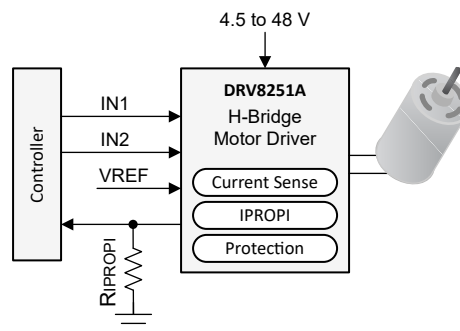 4.5 to 48 V
DRV8251A
H-Bridge
Motor Driver
Controller
IN1
IN2
VREF
Current Sense
IPROPI
Protection
RIPROPI